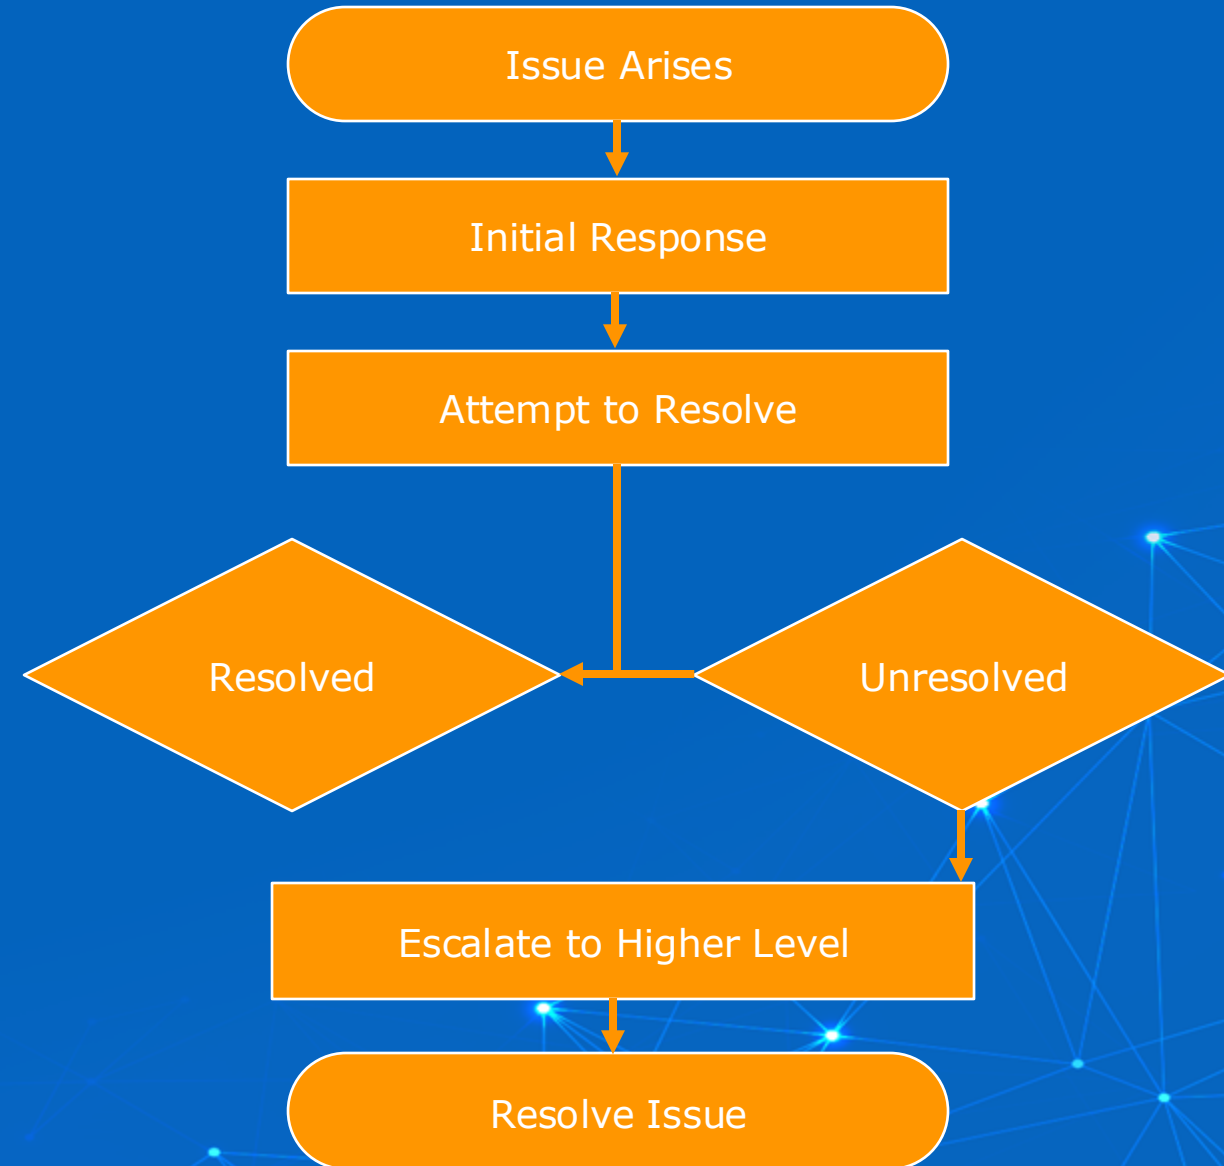 Issue Arises
Initial Response
Attempt to Resolve
Resolved
Unresolved
Escalate to Higher Level
Resolve Issue